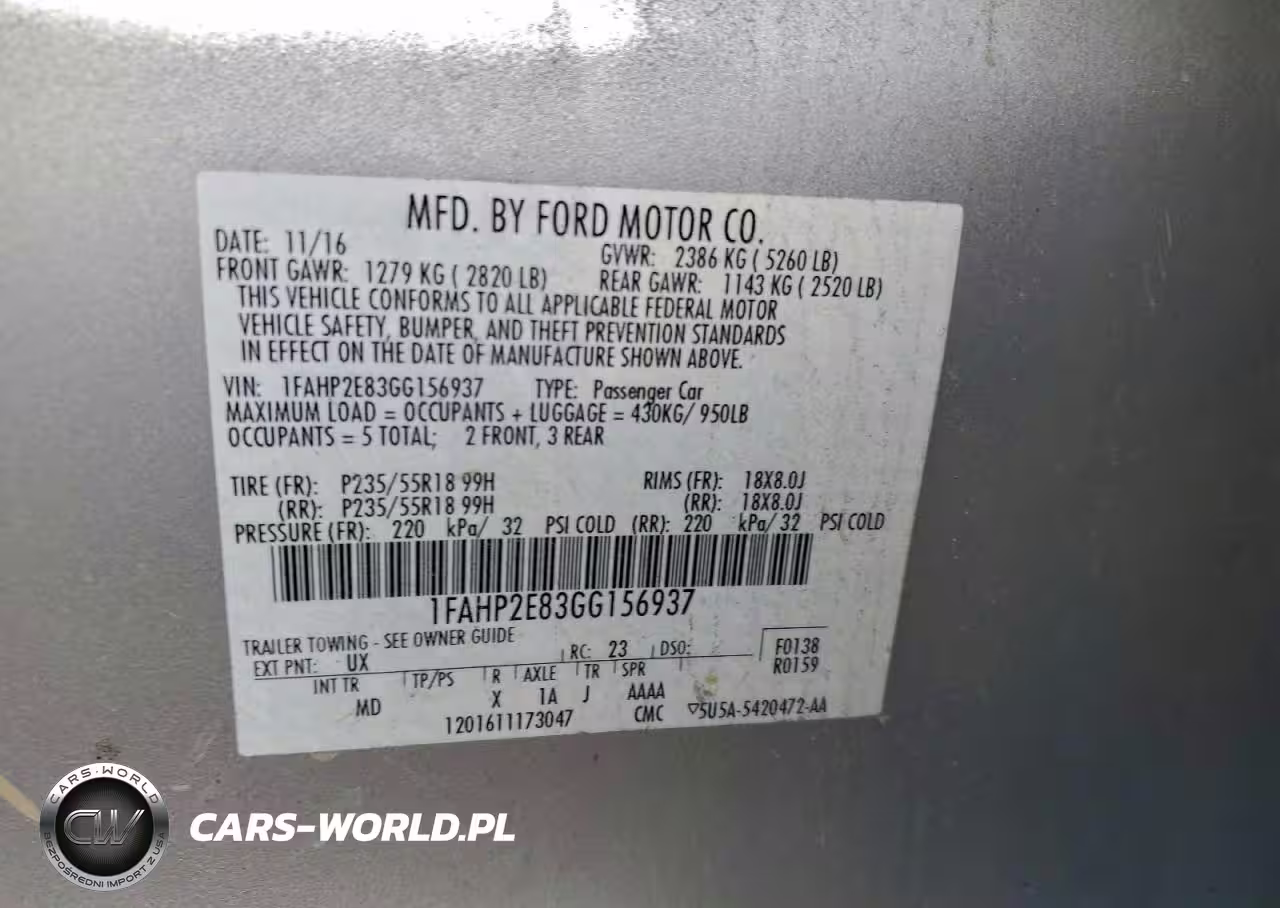 MFD. BY FORD MOTOR CO.
DATE: 11/16 GVWR: 2386 KG ( 5260 LB)
FRONT GAWR: 1279 KG ( 2820 LB) REAR GAWR: 1143 KG ( 2520 LB)
THIS VEHICLE CONFORMS TO ALL APPLICABLE FEDERAL MOTOR
VEHICLE SAFETY, BUMPER, AND THEFT PREVENTION STANDARDS
IN EFFECT ON THE DATE OF MANUFACTURE SHOWN ABOVE.
VIN: 1FAHP2E83GG156937 TYPE: Passenger Car
MAXIMUM LOAD = OCCUPANTS + LUGGAGE = 430KG/ 950LB
OCCUPANTS = 5 TOTAL; 2 FRONT, 3 REAR
TIRE (FR): P235/55R18 99H RIMS (FR): 18X8.0J
(RR): P235/55R18 99H (RR): 18X8.0J
PRESSURE (FR): 220 kPa/ 32 PSI COLD (RR): 220 kPa/ 32 PSI COLD
1FAHP2E83GG156937
TRAILER TOWING - SEE OWNER GUIDE
EXT PNT: UX RC: 23 DSO: F0138
INT TR TP/PS R AXLE TR SPR R0159
MD X 1A J AAAA
1201611173047 CMC ▽5U5A-5420472-AA
CARS-WORLD
CW
BEZPOŚREDNI IMPORT Z USA
CARS-WORLD.PL